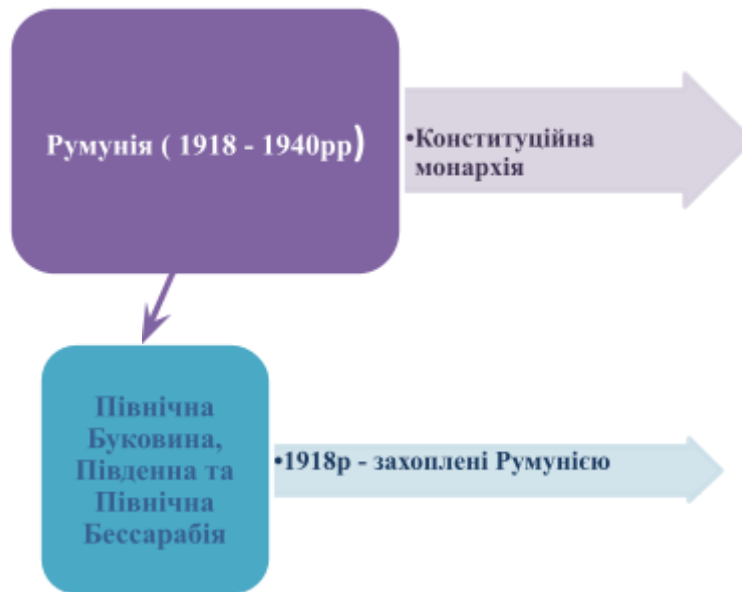 Румунія ( 1918 - 1940рр)
•Конституційна
монархія
Північна
Буковина,
Південна та
Північна
Бессарабія
•1918р - захоплені Румунією